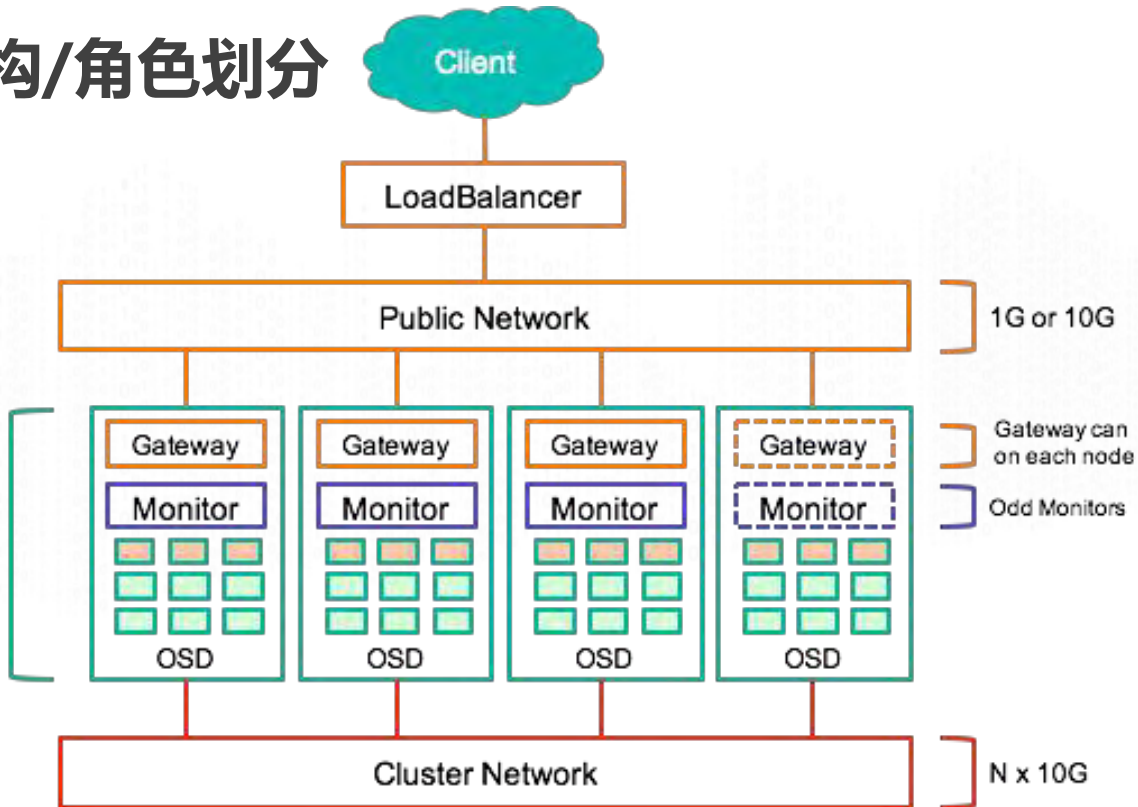 构/角色划分
Client
LoadBalancer
Public Network
1G or 10G
Gateway
Gateway
Gateway
Gateway
Gateway can
on each node
Monitor
Monitor
Monitor
Monitor
Odd Monitors
OSD
OSD
OSD
OSD
Cluster Network
N x 10G